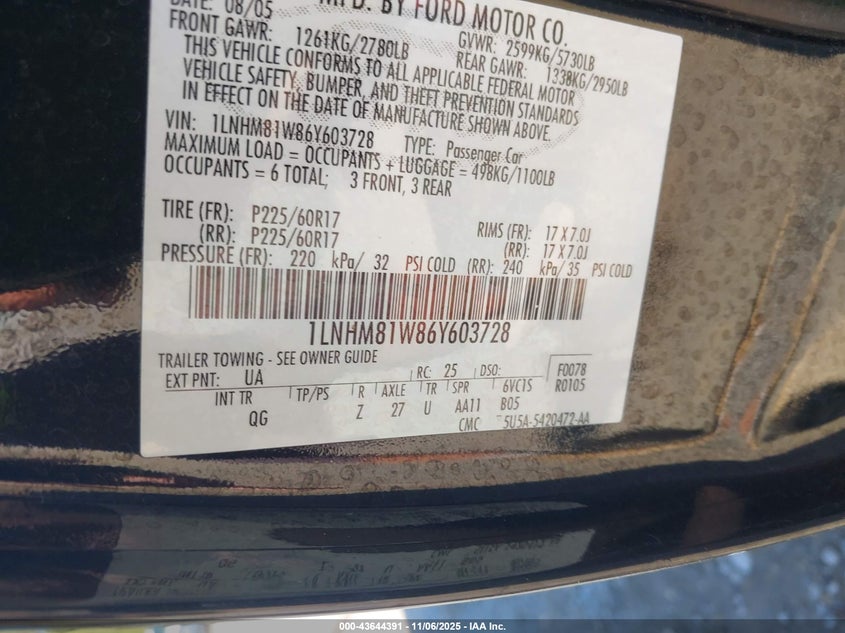 DATE: 08/05 MFD. BY FORD MOTOR CO.
FRONT GAWR: 1261KG/2780LB GVWR: 2599KG/5730LB
REAR GAWR: 1338KG/2950LB
THIS VEHICLE CONFORMS TO ALL APPLICABLE FEDERAL MOTOR
VEHICLE SAFETY, BUMPER, AND THEFT PREVENTION STANDARDS
IN EFFECT ON THE DATE OF MANUFACTURE SHOWN ABOVE.
VIN: 1LNHM81W86Y603728 TYPE: Passenger Car
MAXIMUM LOAD = OCCUPANTS + LUGGAGE = 498KG/1100LB
OCCUPANTS = 6 TOTAL; 3 FRONT, 3 REAR
TIRE (FR): P225/60R17 RIMS (FR): 17 X 7.0J
(RR): P225/60R17 (RR): 17 X 7.0J
PRESSURE (FR): 220 kPa/ 32 PSI COLD (RR): 240 kPa/ 35 PSI COLD
1LNHM81W86Y603728
TRAILER TOWING - SEE OWNER GUIDE
EXT PNT: UA RC: 25 DSO: F0078
R0105
INT TR TP/PS R AXLE TR SPR 6VC1S
QG Z 27 U AA11 B05
CMC 5U5A-5420472-AA
000-43644391 - 11/06/2025 - IAA Inc.